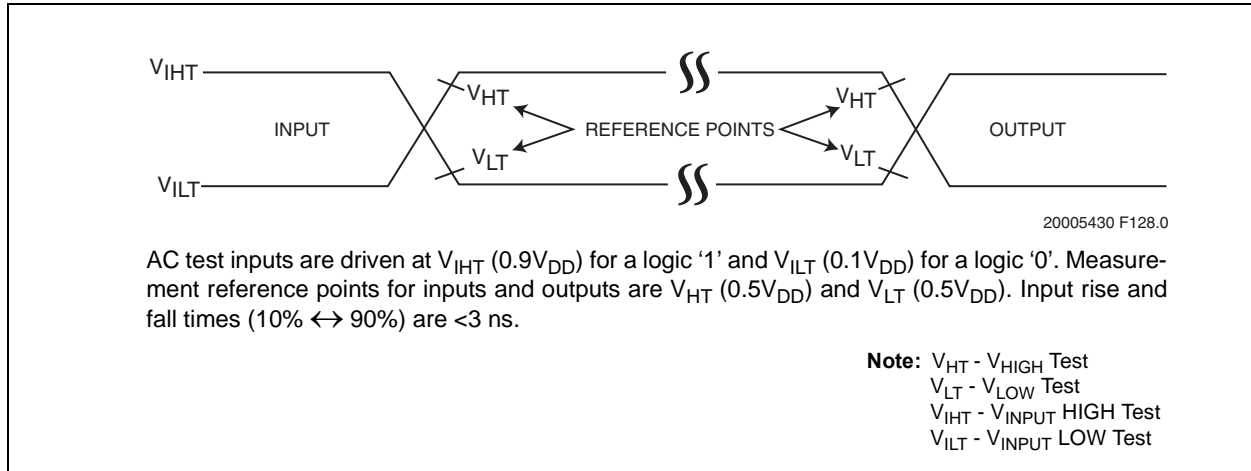 VIHT
VHT
VHT
INPUT
REFERENCE POINTS
OUTPUT
VLT
VLT
VILT
20005430 F128.0
AC test inputs are driven at VIHT (0.9VDD) for a logic ‘1’ and VILT (0.1VDD) for a logic ‘0’. Measure-
ment reference points for inputs and outputs are VHT (0.5VDD) and VLT (0.5VDD). Input rise and
fall times (10% ↔ 90%) are <3 ns.
Note: VHT - VHIGH Test
VLT - VLOW Test
VIHT - VINPUT HIGH Test
VILT - VINPUT LOW Test